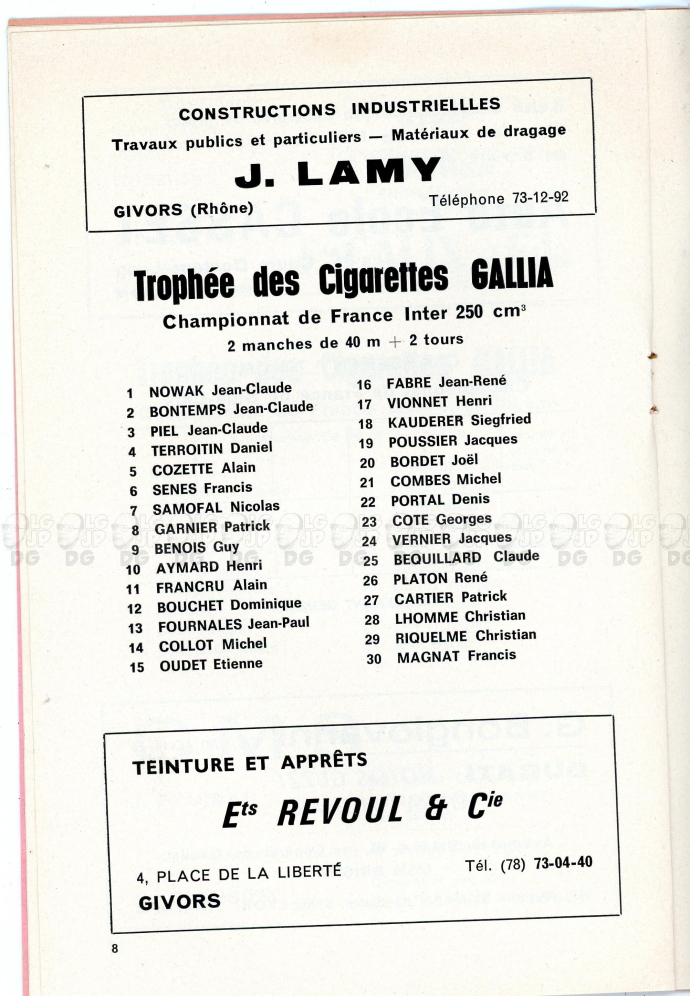 CONSTRUCTIONS INDUSTRIELLLES
Travaux publics et particuliers — Matériaux de dragage
J. LAMY
GIVORS (Rhône) Téléphone 73-12-92
Trophée des Cigarettes GALLIA
Championnat de France Inter 250 cm³
2 manches de 40 m + 2 tours
1 NOWAK Jean-Claude
2 BONTEMPS Jean-Claude
3 PIEL Jean-Claude
4 TERROITIN Daniel
5 COZETTE Alain
6 SENES Francis
7 SAMOFAL Nicolas
8 GARNIER Patrick
9 BENOIS Guy
10 AYMARD Henri
11 FRANCRU Alain
12 BOUCHET Dominique
13 FOURNALES Jean-Paul
14 COLLOT Michel
15 OUDET Etienne
16 FABRE Jean-René
17 VIONNET Henri
18 KAUDERER Siegfried
19 POUSSIER Jacques
20 BORDET Joël
21 COMBES Michel
22 PORTAL Denis
23 COTE Georges
24 VERNIER Jacques
25 BEQUILLARD Claude
26 PLATON René
27 CARTIER Patrick
28 LHOMME Christian
29 RIQUELME Christian
30 MAGNAT Francis
TEINTURE ET APPRÊTS
Ets REVOUL & Cie
4, PLACE DE LA LIBERTÉ Tél. (78) 73-04-40
GIVORS
8